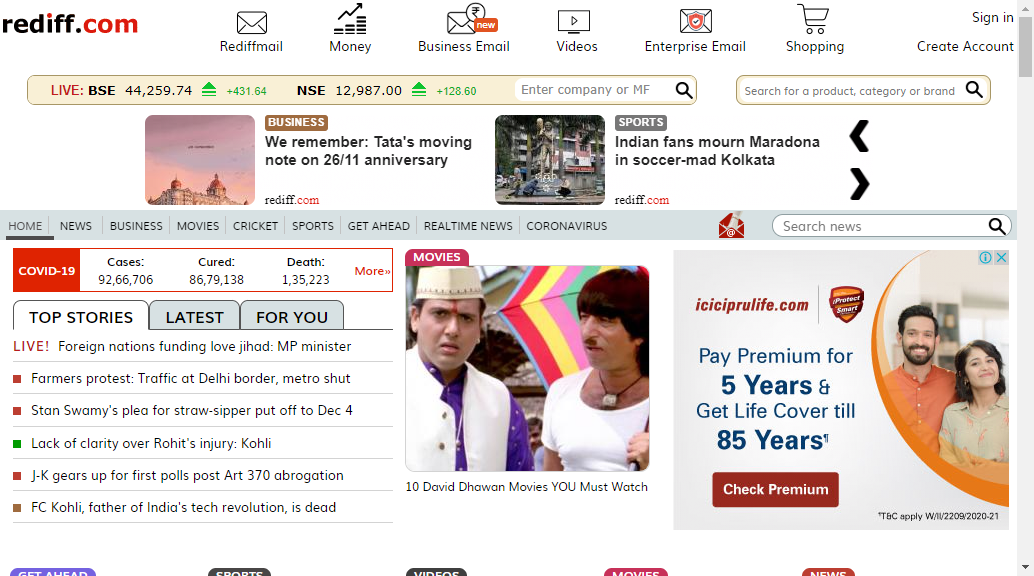 rediff.com
Rediffmail
Money
new
Business Email
Videos
Enterprise Email
Shopping
Sign in
Create Account
LIVE: BSE 44,259.74 +431.64 NSE 12,987.00 +128.60
Enter company or MF
Search for a product, category or brand
BUSINESS
We remember: Tata's moving
note on 26/11 anniversary
rediff.com
SPORTS
Indian fans mourn Maradona
in soccer-mad Kolkata
rediff.com
HOME NEWS BUSINESS MOVIES CRICKET SPORTS GET AHEAD REALTIME NEWS CORONAVIRUS
Search news
COVID-19
Cases:
92,66,706
Cured:
86,79,138
Death:
1,35,223
More»
TOP STORIES LATEST FOR YOU
LIVE! Foreign nations funding love jihad: MP minister
Farmers protest: Traffic at Delhi border, metro shut
Stan Swamy's plea for straw-sipper put off to Dec 4
Lack of clarity over Rohit's injury: Kohli
J-K gears up for first polls post Art 370 abrogation
FC Kohli, father of India's tech revolution, is dead
MOVIES
10 David Dhawan Movies YOU Must Watch
iciciprulife.com
iProtect
Smart
Pay Premium for
5 Years &
Get Life Cover till
85 Years¶
Check Premium
¶T&C apply W/II/2209/2020-21
GET AHEAD
SPORTS
VIDEOS
MOVIES
NEWS